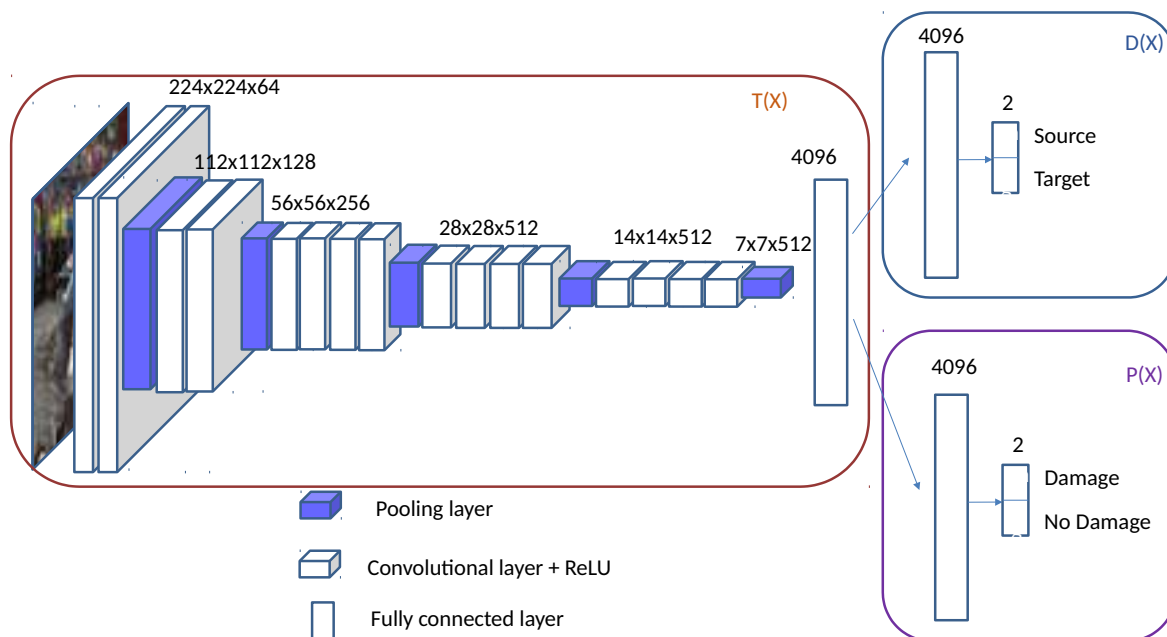 224x224x64
112x112x128
56x56x256
28x28x512
14x14x512
7x7x512
4096
T(X)
4096
D(X)
2
Source
Target
4096
P(X)
2
Damage
No Damage
Pooling layer
Convolutional layer + ReLU
Fully connected layer